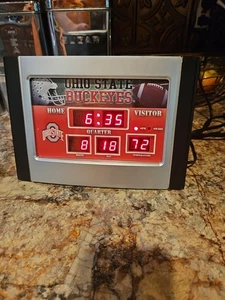 OHIO STATE
BUCKEYES
HOME
VISITOR
6:35
QUARTER
8 18 72